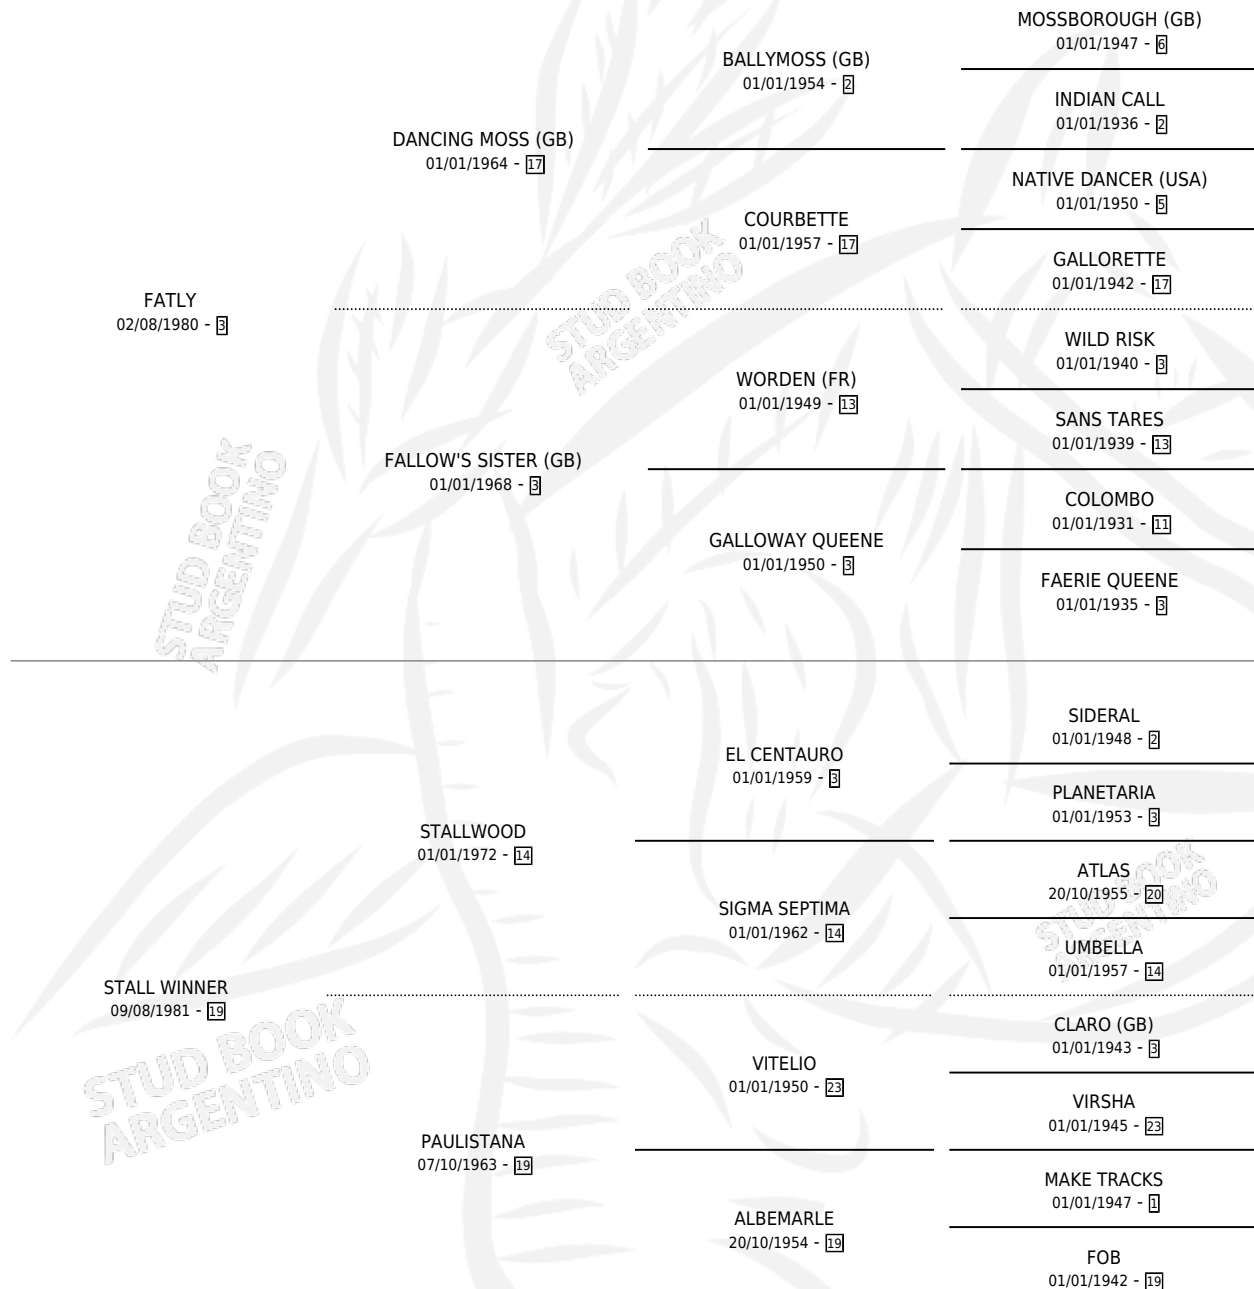 MOSSBOROUGH (GB)
01/01/1947 - 6
BALLYMOSS (GB)
01/01/1954 - 2
INDIAN CALL
01/01/1936 - 2
DANCING MOSS (GB)
01/01/1964 - 17
NATIVE DANCER (USA)
01/01/1950 - 5
COURBETTE
01/01/1957 - 17
GALLORETTE
01/01/1942 - 17
FATLY
02/08/1980 - 3
WILD RISK
01/01/1940 - 3
WORDEN (FR)
01/01/1949 - 13
SANS TARES
01/01/1939 - 13
FALLOW'S SISTER (GB)
01/01/1968 - 3
COLOMBO
01/01/1931 - 11
GALLOWAY QUEENE
01/01/1950 - 3
FAERIE QUEENE
01/01/1935 - 3
SIDERAL
01/01/1948 - 2
EL CENTAURO
01/01/1959 - 3
PLANETARIA
01/01/1953 - 3
STALLWOOD
01/01/1972 - 14
ATLAS
20/10/1955 - 20
SIGMA SEPTIMA
01/01/1962 - 14
UMBELLA
01/01/1957 - 14
STALL WINNER
09/08/1981 - 19
CLARO (GB)
01/01/1943 - 3
VITELIO
01/01/1950 - 23
VIRSHA
01/01/1945 - 23
PAULISTANA
07/10/1963 - 19
MAKE TRACKS
01/01/1947 - 1
ALBEMARLE
20/10/1954 - 19
FOB
01/01/1942 - 19
STUD BOOK
ARGENTINO
STUD BOOK
ARGENTINO
STUD BOOK
ARGENTINO
STUD BOOK
ARGENTINO